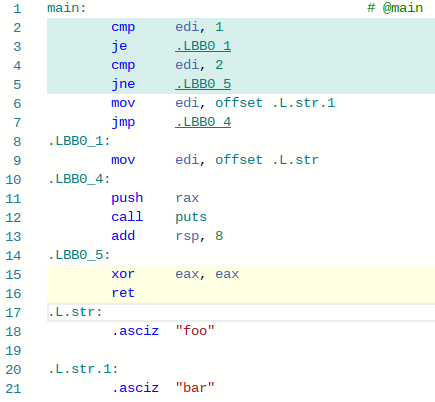 1 main: # @main
2 cmp edi, 1
3 je .LBB0_1
4 cmp edi, 2
5 jne .LBB0_5
6 mov edi, offset .L.str.1
7 jmp .LBB0_4
8 .LBB0_1:
9 mov edi, offset .L.str
10 .LBB0_4:
11 push rax
12 call puts
13 add rsp, 8
14 .LBB0_5:
15 xor eax, eax
16 ret
17 .L.str:
18 .asciz "foo"
19
20 .L.str.1:
21 .asciz "bar"